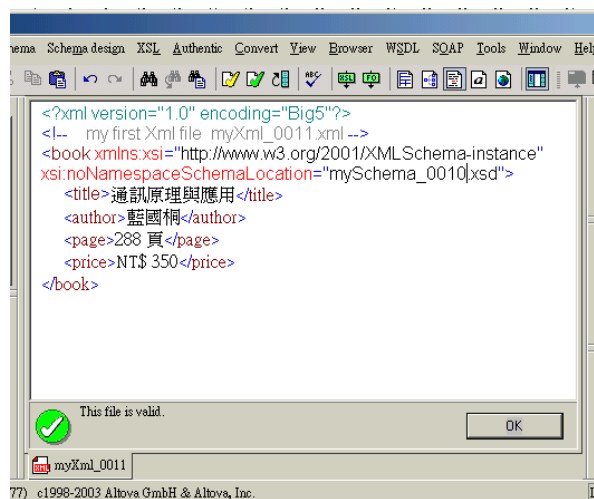 Schema design XSL Authentic Convert View Browser WSDL SOAP Tools Window
<?xml version="1.0" encoding="Big5"?>
<!-- my first Xml file myXml_0011.xml -->
<book xmlns:xsi="http://www.w3.org/2001/XMLSchema-instance"
xsi:noNamespaceSchemaLocation="mySchema_0010.xsd">
<title>通訊原理與應用</title>
<author>藍國桐</author>
<page>288 頁</page>
<price>NT$ 350</price>
</book>
This file is valid.
OK
myXml_0011
77) c1998-2003 Altova GmbH & Altova, Inc.